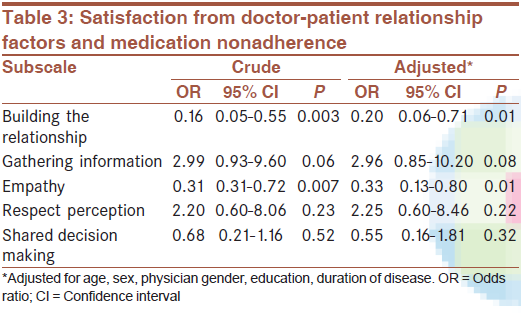 Table 3: Satisfaction from doctor-patient relationship
factors and medication nonadherence
Subscale Crude Adjusted*
OR 95% CI P OR 95% CI P
Building the 0.16 0.05-0.55 0.003 0.20 0.06-0.71 0.01
relationship
Gathering information 2.99 0.93-9.60 0.06 2.96 0.85-10.20 0.08
Empathy 0.31 0.31-0.72 0.007 0.33 0.13-0.80 0.01
Respect perception 2.20 0.60-8.06 0.23 2.25 0.60-8.46 0.22
Shared decision 0.68 0.21-1.16 0.52 0.55 0.16-1.81 0.32
making
*Adjusted for age, sex, physician gender, education, duration of disease. OR = Odds
ratio; CI = Confidence interval